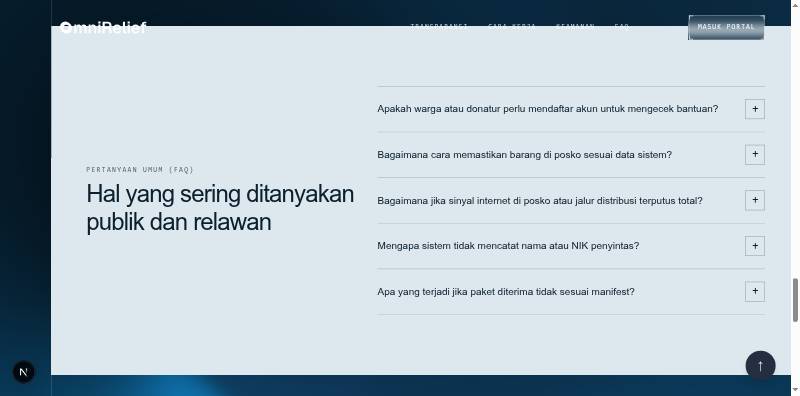 OmniRelief
TRANSPARANSI CARA KERJA KEAMANAN FAQ
MASUK PORTAL
PERTANYAAN UMUM (FAQ)
Hal yang sering ditanyakan
publik dan relawan
Apakah warga atau donatur perlu mendaftar akun untuk mengecek bantuan? +
Bagaimana cara memastikan barang di posko sesuai data sistem? +
Bagaimana jika sinyal internet di posko atau jalur distribusi terputus total? +
Mengapa sistem tidak mencatat nama atau NIK penyintas? +
Apa yang terjadi jika paket diterima tidak sesuai manifest? +
N
↑